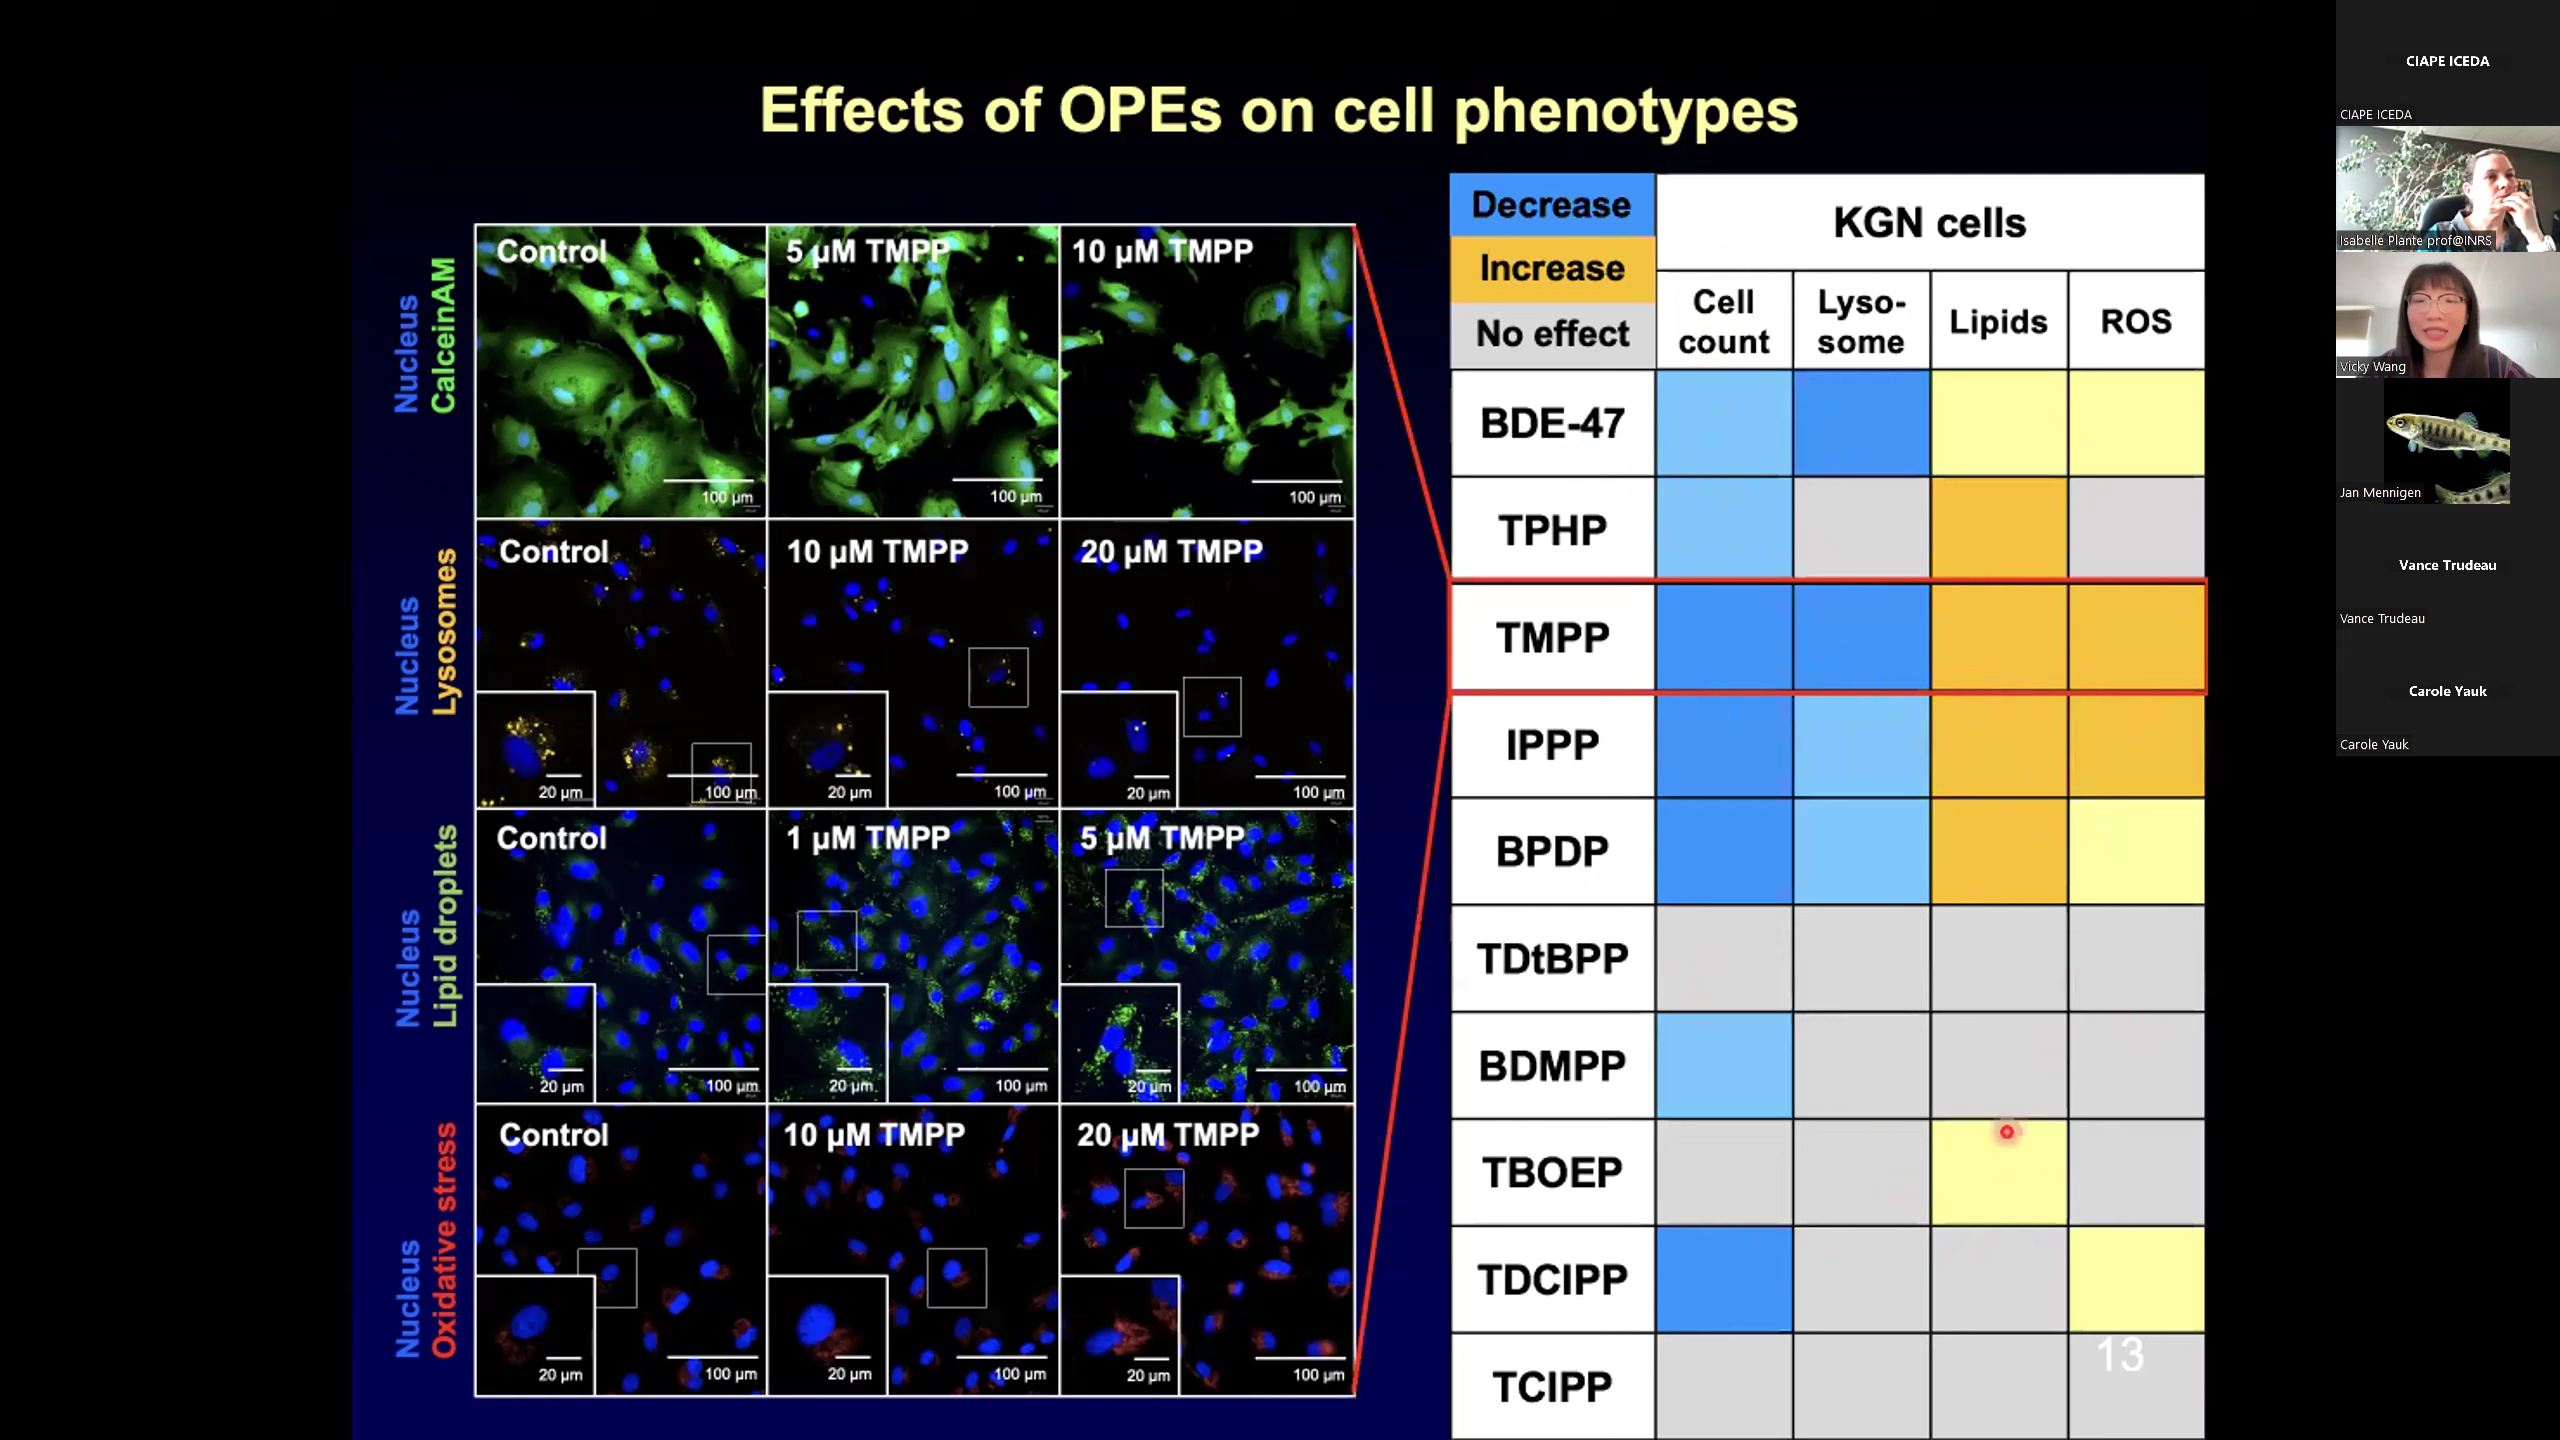 Effects of OPEs on cell phenotypes
Nucleus
CalceinAM
Control
5 µM TMPP
10 µM TMPP
100 µm
100 µm
100 µm
Nucleus
Lysosomes
Control
10 µM TMPP
20 µM TMPP
20 µm
100 µm
20 µm
100 µm
20 µm
100 µm
Nucleus
Lipid droplets
Control
1 µM TMPP
5 µM TMPP
20 µm
100 µm
20 µm
100 µm
20 µm
100 µm
Nucleus
Oxidative stress
Control
10 µM TMPP
20 µM TMPP
20 µm
100 µm
20 µm
100 µm
20 µm
100 µm
Decrease
Increase
No effect
KGN cells
Cell
count
Lyso-
some
Lipids
ROS
BDE-47
TPHP
TMPP
IPPP
BPDP
TDtBPP
BDMPP
TBOEP
TDCIPP
TCIPP
13
CIAPE ICEDA
CIAPE ICEDA
Isabelle Plante prof@INRS
Vicky Wang
Jan Mennigen
Vance Trudeau
Vance Trudeau
Carole Yauk
Carole Yauk